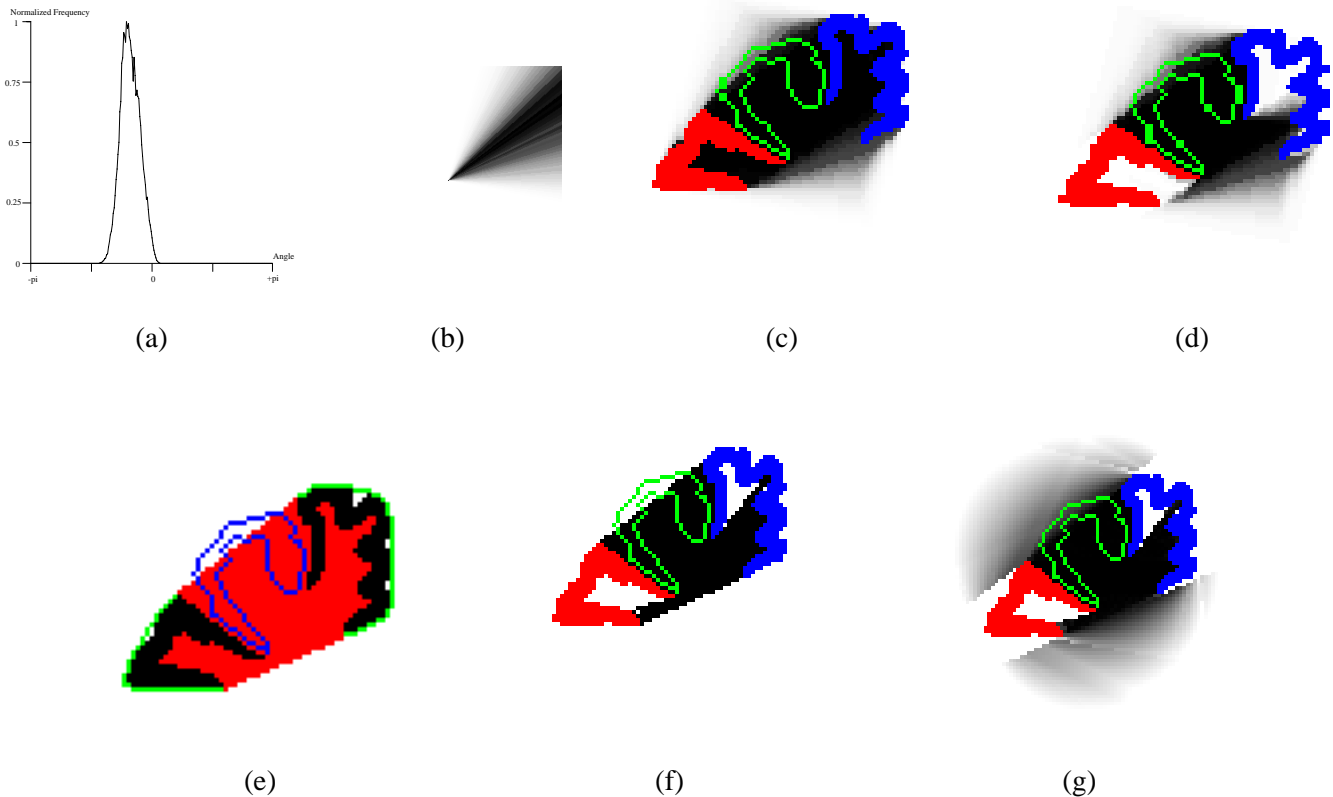 Normalized Frequency
1
0.75
0.5
0.25
0
Angle
-pi
0
+pi
(a)
(b)
(c)
(d)
(e)
(f)
(g)